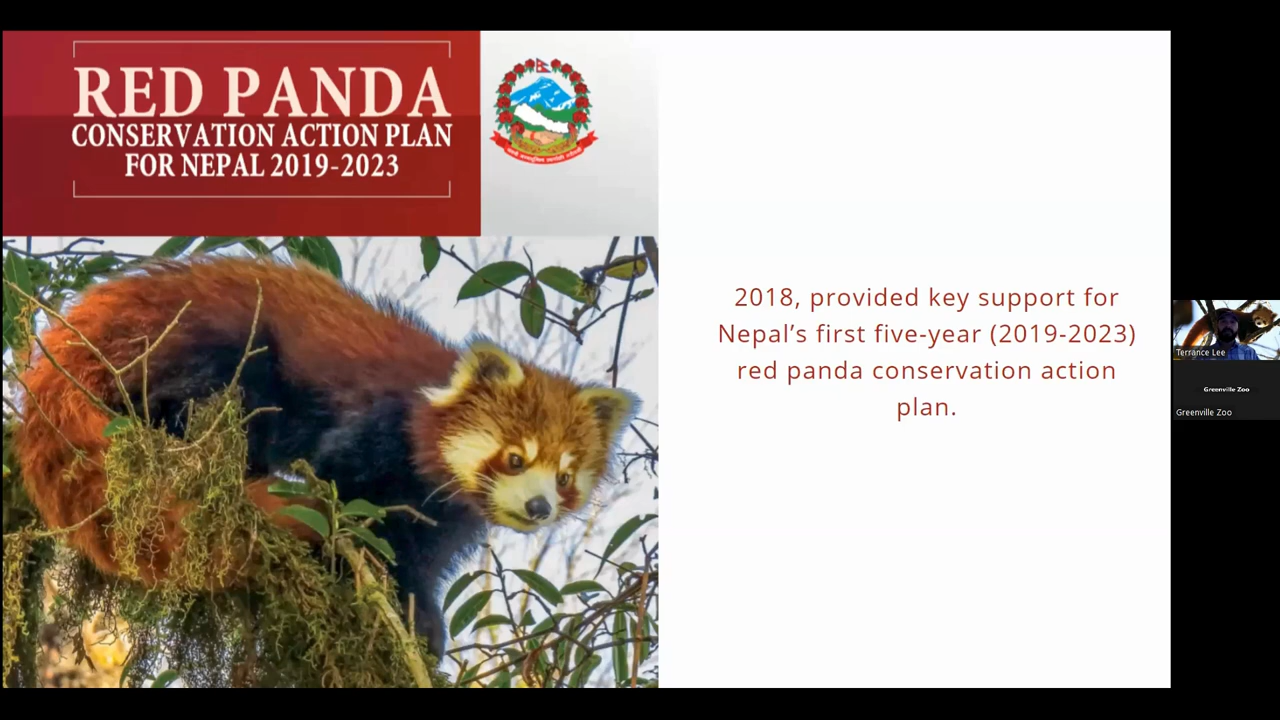 RED PANDA
CONSERVATION ACTION PLAN
FOR NEPAL 2019-2023
2018, provided key support for
Nepal’s first five-year (2019-2023)
red panda conservation action
plan.
Terrance Lee
Greenville Zoo
Greenville Zoo